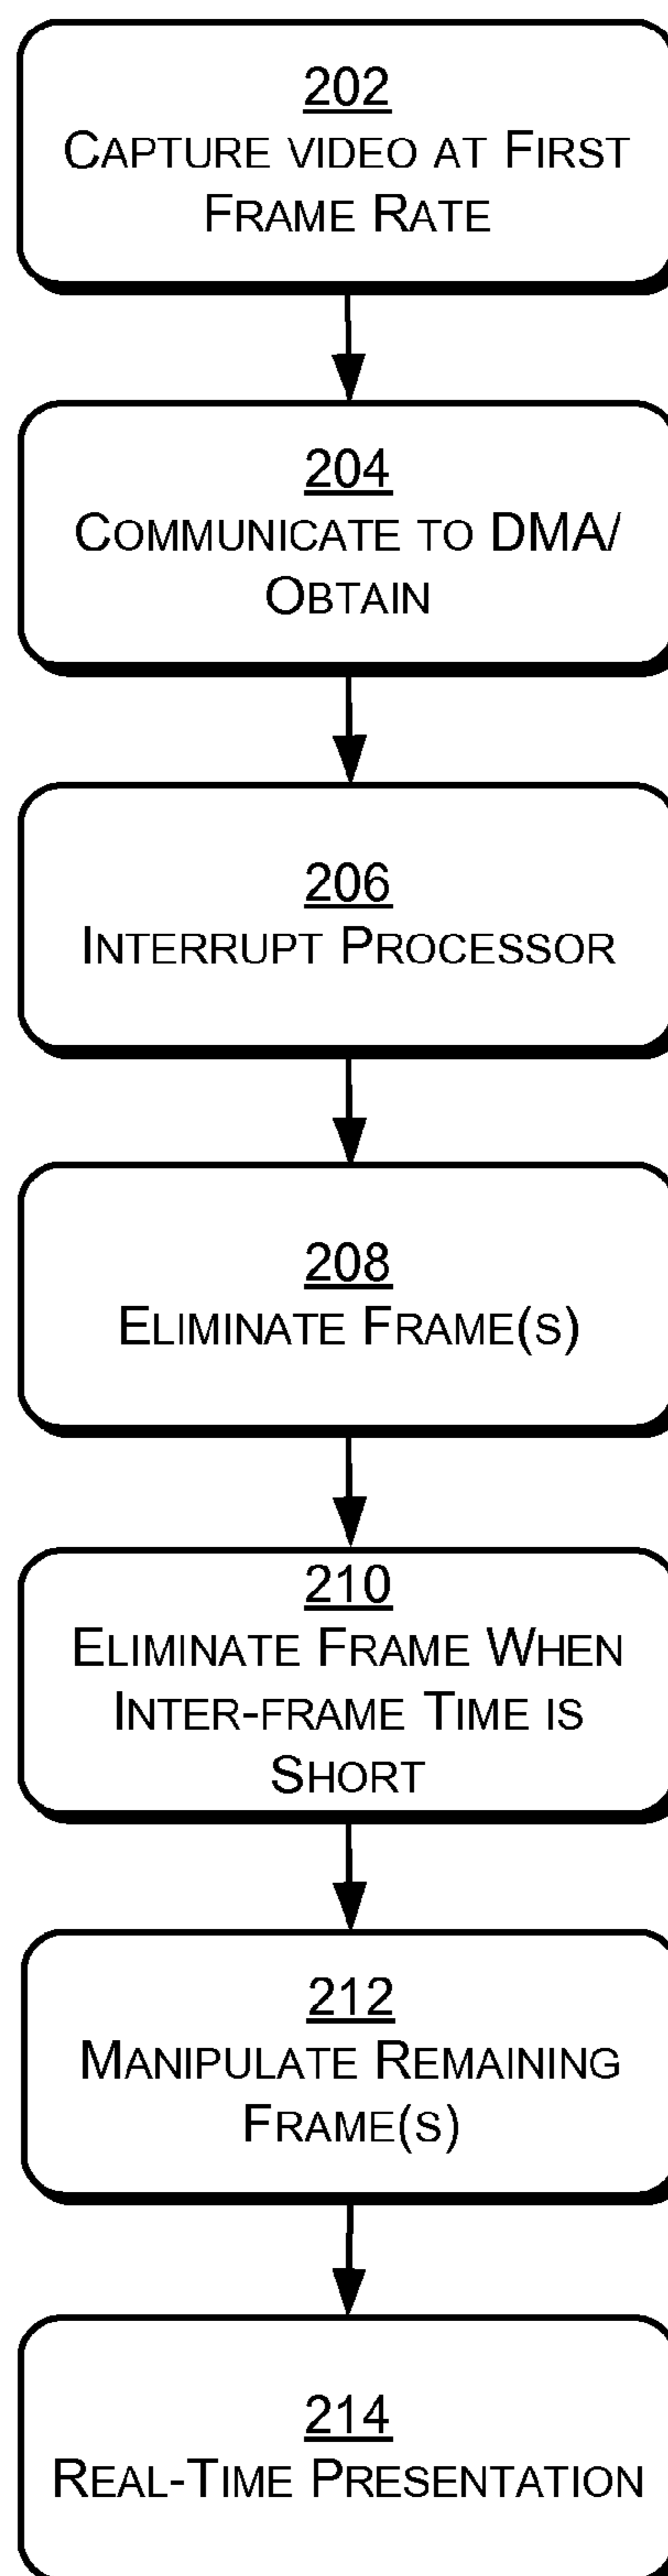 202
CAPTURE VIDEO AT FIRST
FRAME RATE
204
COMMUNICATE TO DMA/
OBTAIN
206
INTERRUPT PROCESSOR
208
ELIMINATE FRAME(S)
210
ELIMINATE FRAME WHEN
INTER-FRAME TIME IS
SHORT
212
MANIPULATE REMAINING
FRAME(S)
214
REAL-TIME PRESENTATION